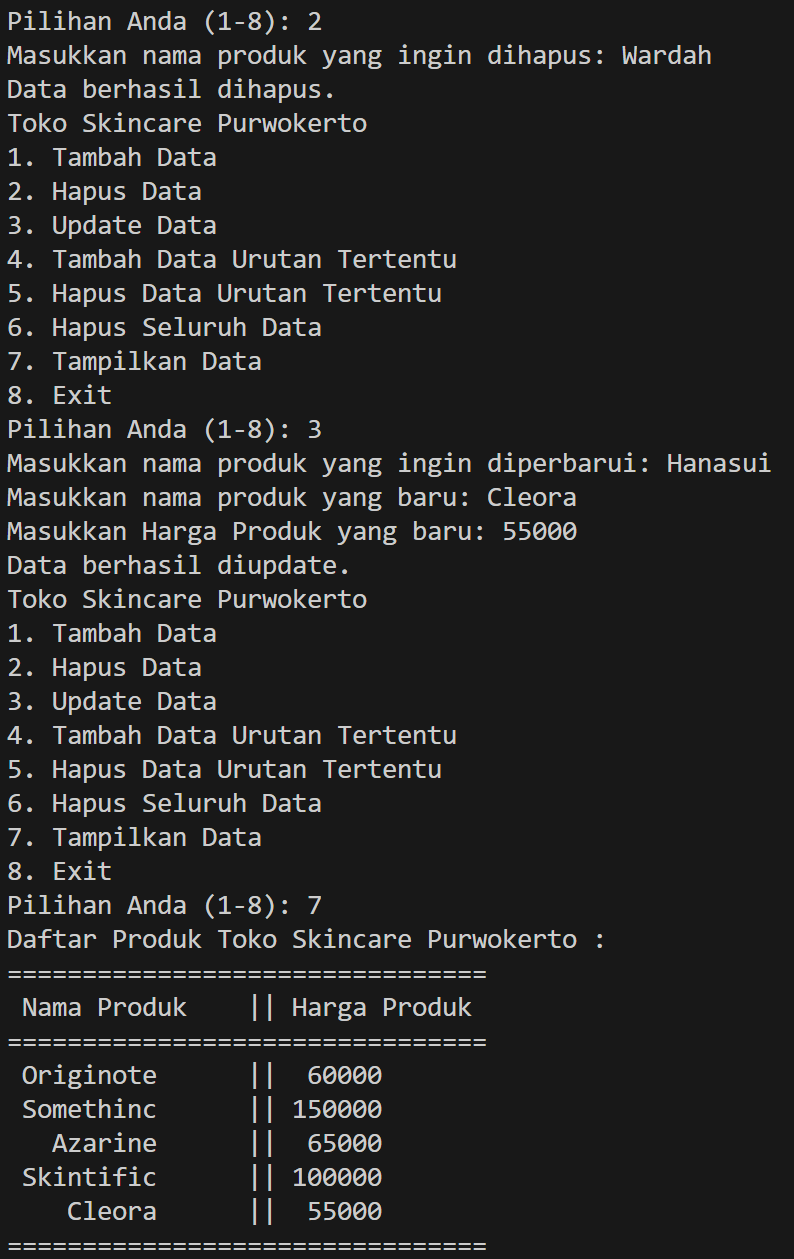 Pilihan Anda (1-8): 2
Masukkan nama produk yang ingin dihapus: Wardah
Data berhasil dihapus.
Toko Skincare Purwokerto
1. Tambah Data
2. Hapus Data
3. Update Data
4. Tambah Data Urutan Tertentu
5. Hapus Data Urutan Tertentu
6. Hapus Seluruh Data
7. Tampilkan Data
8. Exit
Pilihan Anda (1-8): 3
Masukkan nama produk yang ingin diperbarui: Hanasui
Masukkan nama produk yang baru: Cleora
Masukkan Harga Produk yang baru: 55000
Data berhasil diupdate.
Toko Skincare Purwokerto
1. Tambah Data
2. Hapus Data
3. Update Data
4. Tambah Data Urutan Tertentu
5. Hapus Data Urutan Tertentu
6. Hapus Seluruh Data
7. Tampilkan Data
8. Exit
Pilihan Anda (1-8): 7
Daftar Produk Toko Skincare Purwokerto :
================================
 Nama Produk    || Harga Produk
================================
 Originote      ||  60000
 Somethinc      || 150000
   Azarine      ||  65000
 Skintific      || 100000
    Cleora      ||  55000
================================